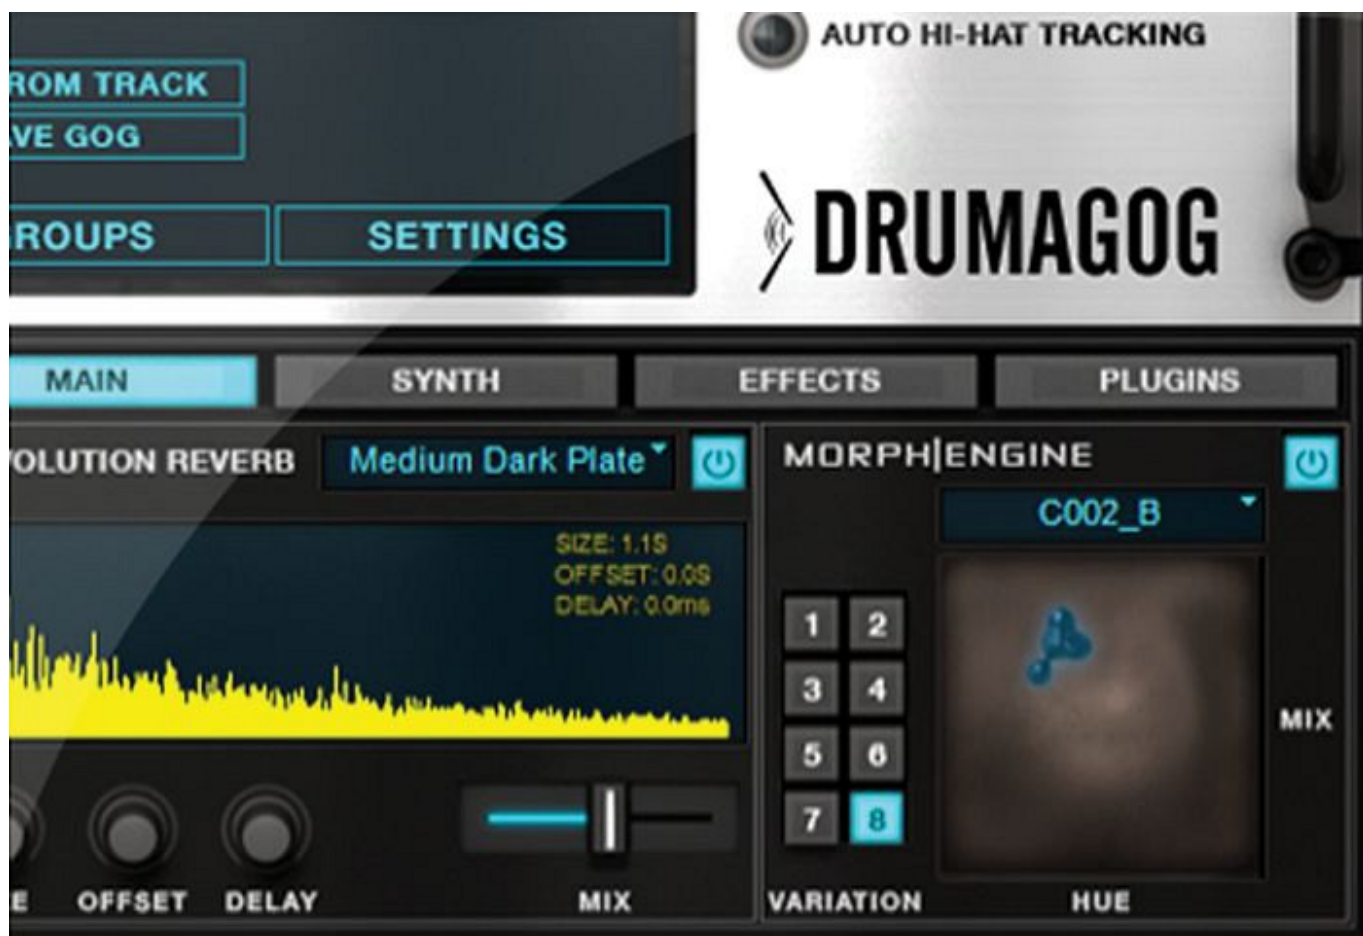 AUTO HI-HAT TRACKING
ROM TRACK
VE GOG
ROUPS
SETTINGS
DRUMAGOG
MAIN
SYNTH
EFFECTS
PLUGINS
OLUTION REVERB
Medium Dark Plate
MORPH|ENGINE
C002_B
SIZE: 1.1S
OFFSET: 0.0S
DELAY: 0.0ms
1 2
3 4
5 6
7 8
MIX
E
OFFSET
DELAY
MIX
VARIATION
HUE